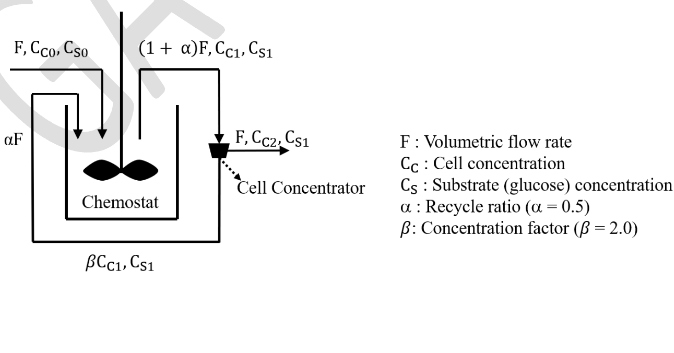 F, C_C0, C_S0
(1 + α)F, C_C1, C_S1
αF
F, C_C2, C_S1
Cell Concentrator
Chemostat
βC_C1, C_S1
F : Volumetric flow rate
C_C : Cell concentration
C_S : Substrate (glucose) concentration
α : Recycle ratio (α = 0.5)
β: Concentration factor (β = 2.0)